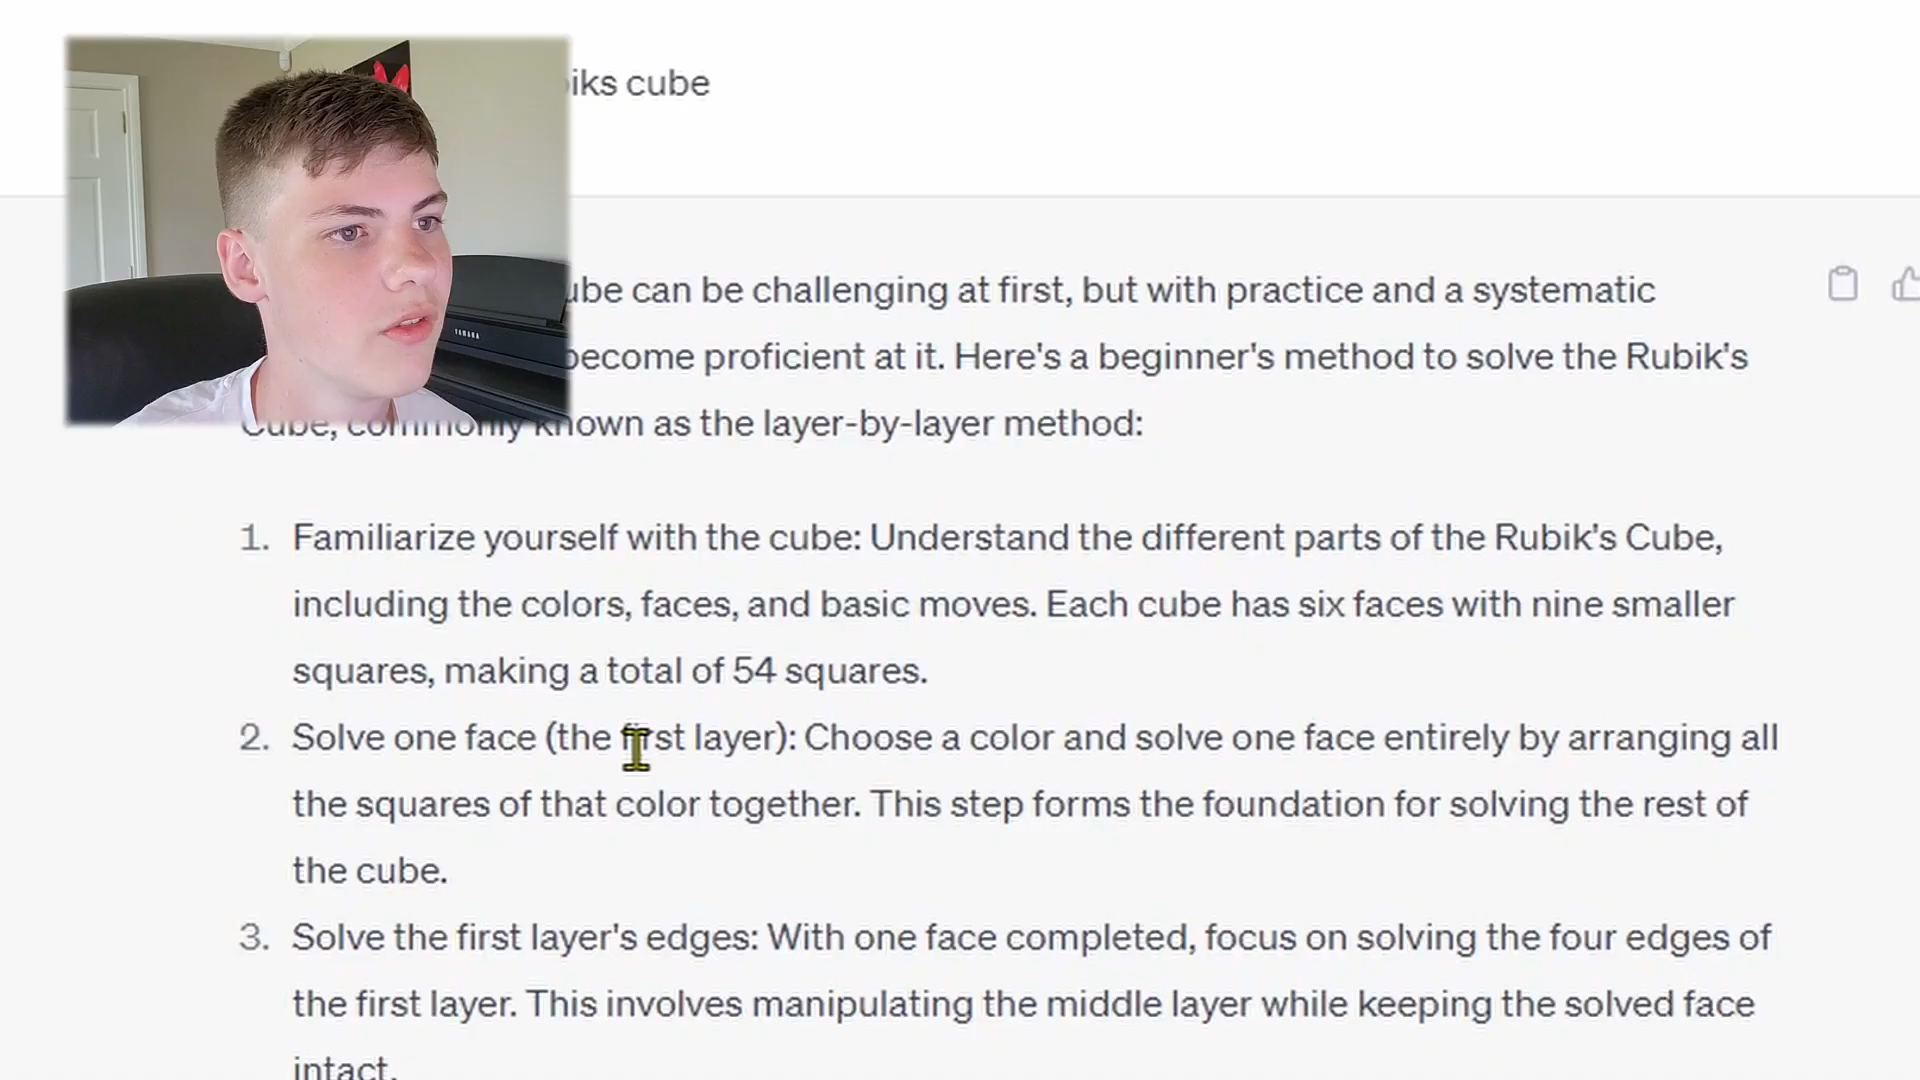 iks cube
ube can be challenging at first, but with practice and a systematic
become proficient at it. Here's a beginner's method to solve the Rubik's
Cube, commonly known as the layer-by-layer method:
1. Familiarize yourself with the cube: Understand the different parts of the Rubik's Cube,
including the colors, faces, and basic moves. Each cube has six faces with nine smaller
squares, making a total of 54 squares.
2. Solve one face (the first layer): Choose a color and solve one face entirely by arranging all
the squares of that color together. This step forms the foundation for solving the rest of
the cube.
3. Solve the first layer's edges: With one face completed, focus on solving the four edges of
the first layer. This involves manipulating the middle layer while keeping the solved face
intact.
YAMAHA